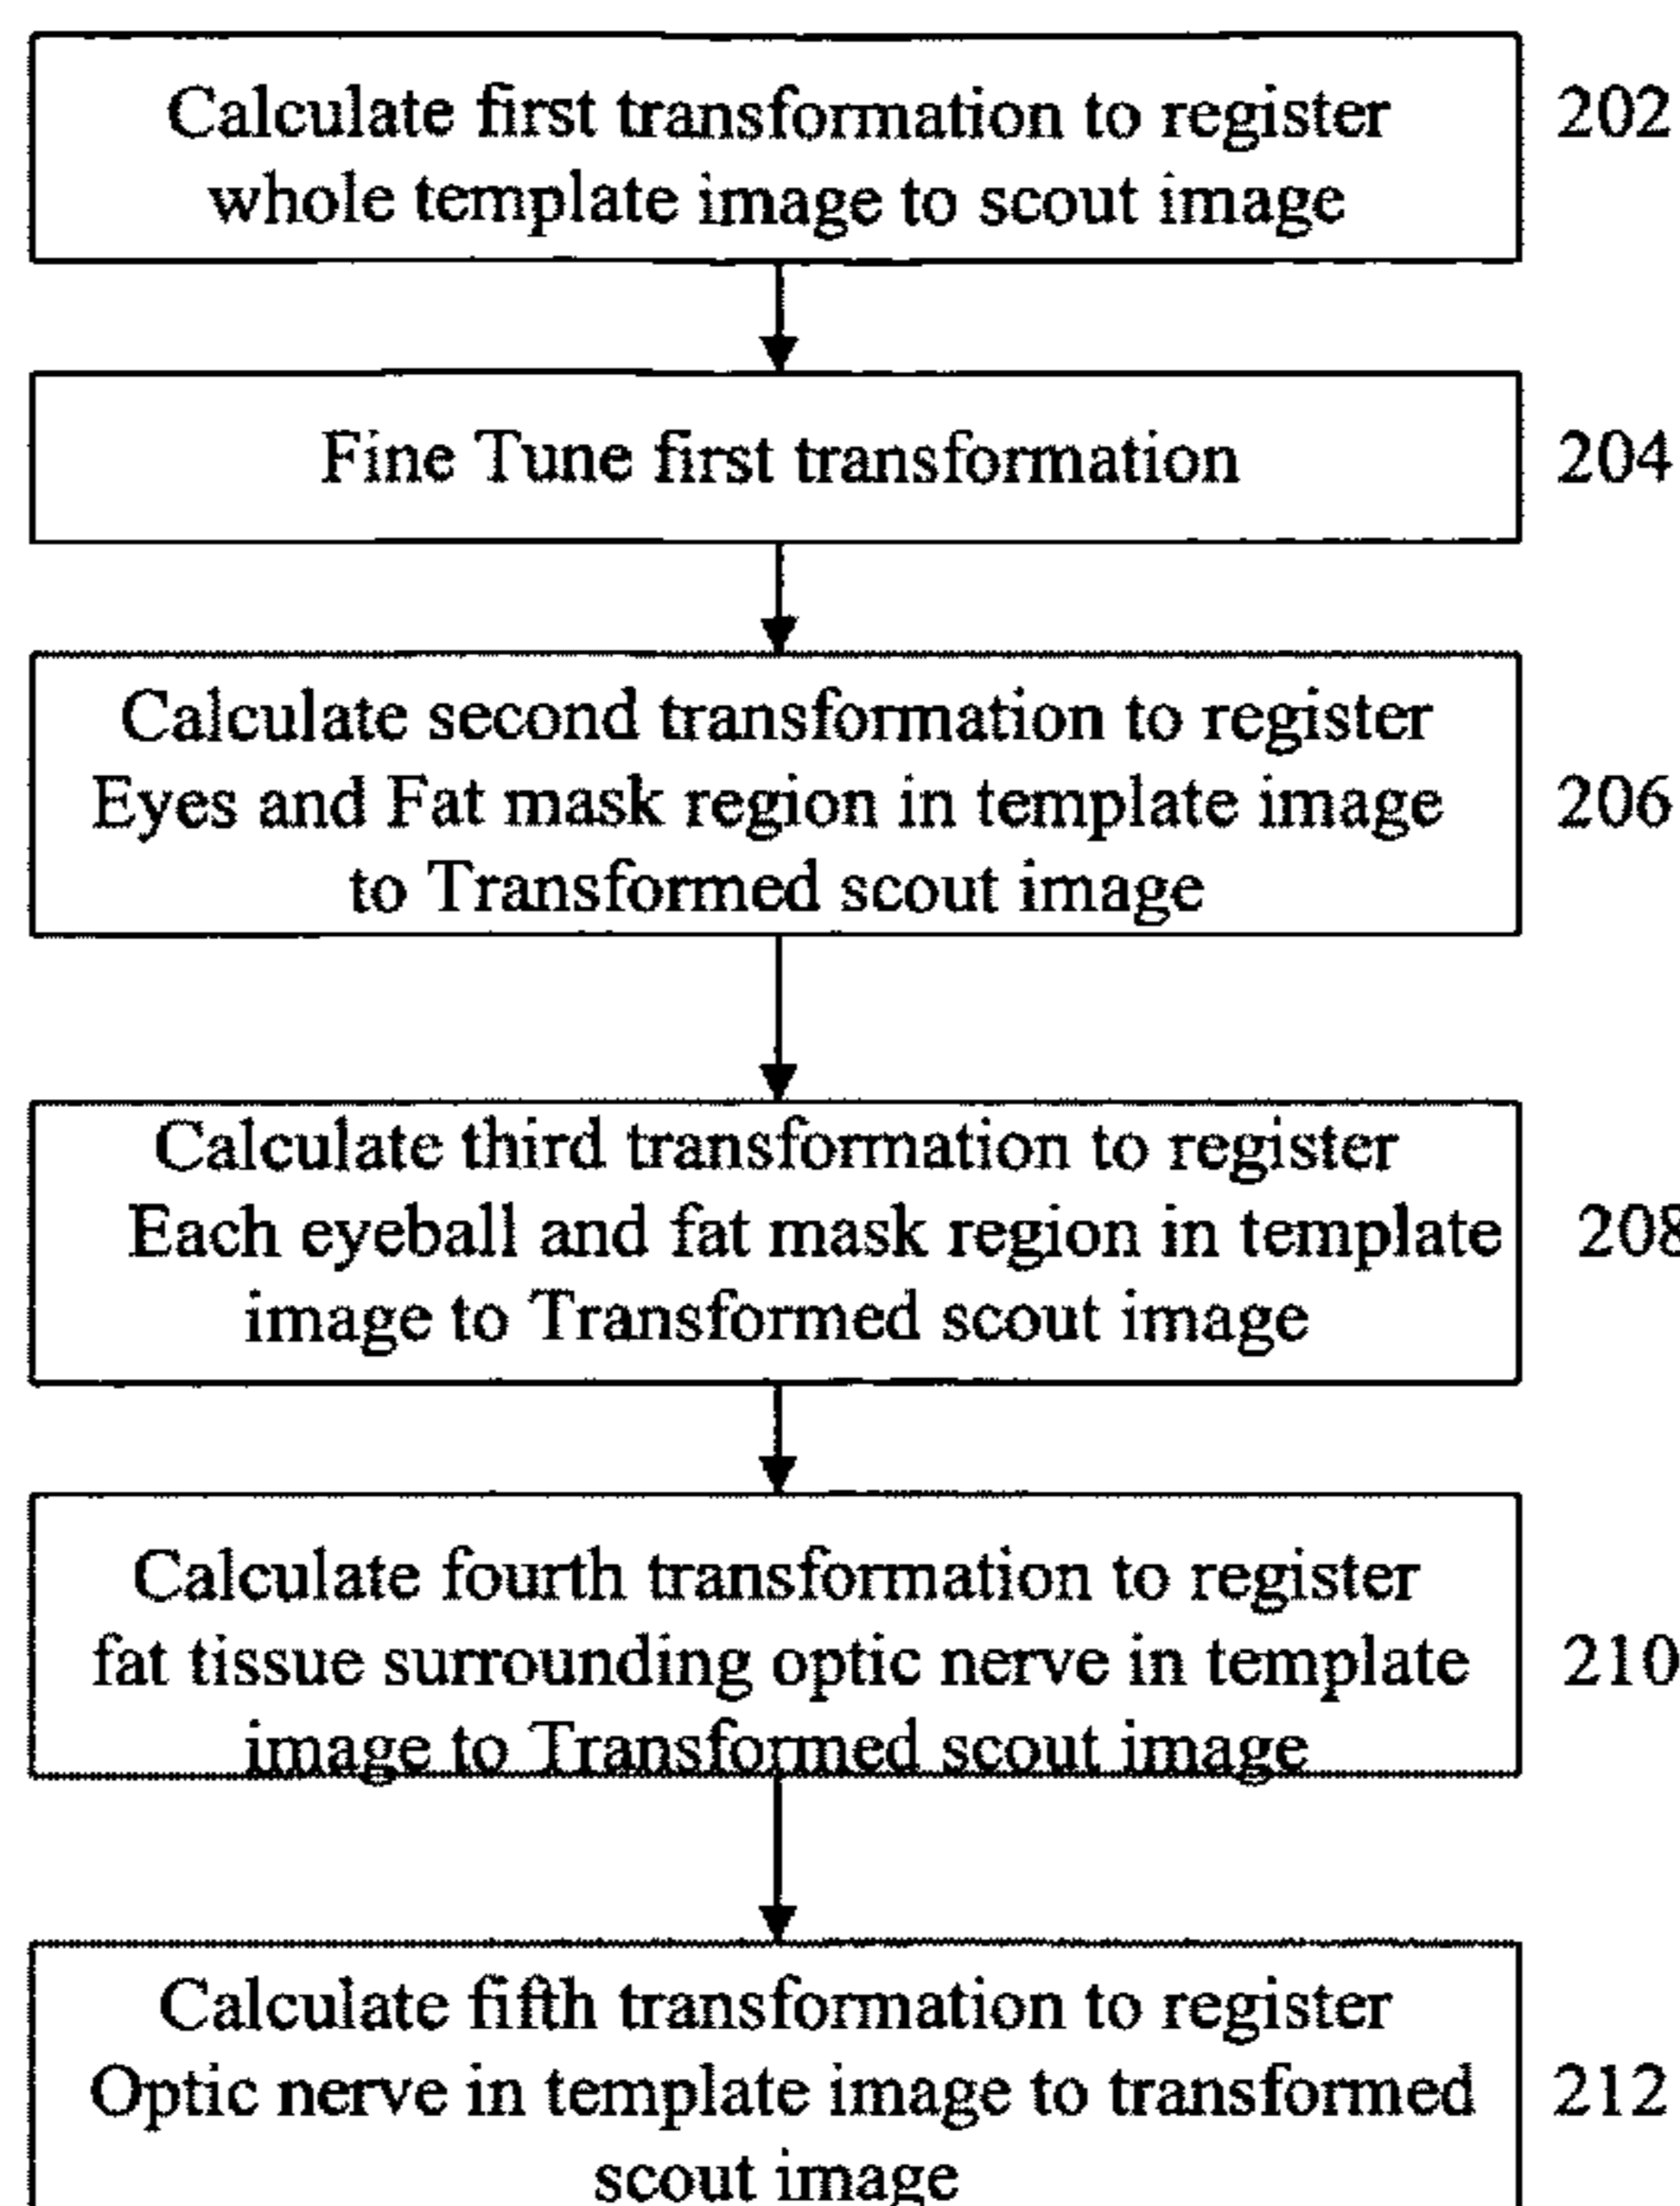 Calculate first transformation to register
whole template image to scout image
202
Fine Tune first transformation
204
Calculate second transformation to register
Eyes and Fat mask region in template image
to Transformed scout image
206
Calculate third transformation to register
Each eyeball and fat mask region in template
image to Transformed scout image
208
Calculate fourth transformation to register
fat tissue surrounding optic nerve in template
image to Transformed scout image
210
Calculate fifth transformation to register
Optic nerve in template image to transformed
scout image
212